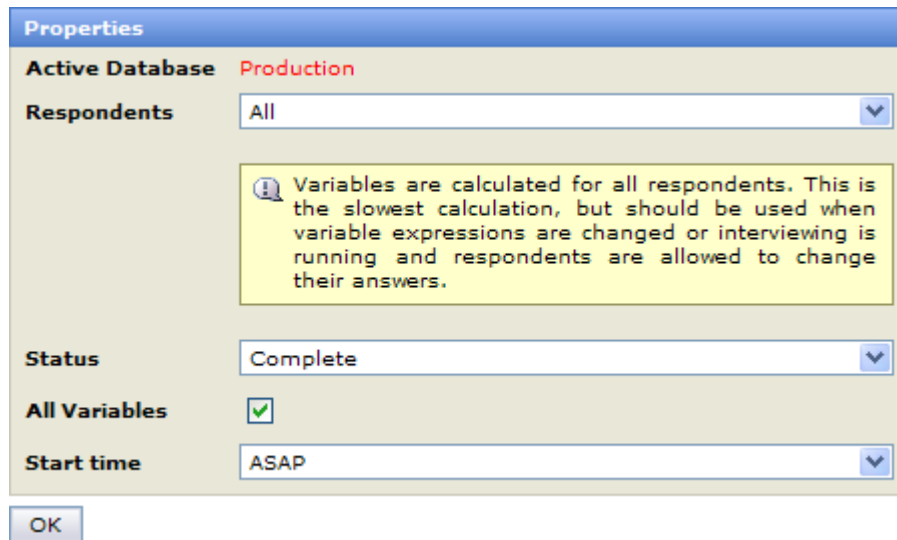 Properties
Active Database Production
Respondents All
Variables are calculated for all respondents. This is
the slowest calculation, but should be used when
variable expressions are changed or interviewing is
running and respondents are allowed to change
their answers.
Status Complete
All Variables
Start time ASAP
OK